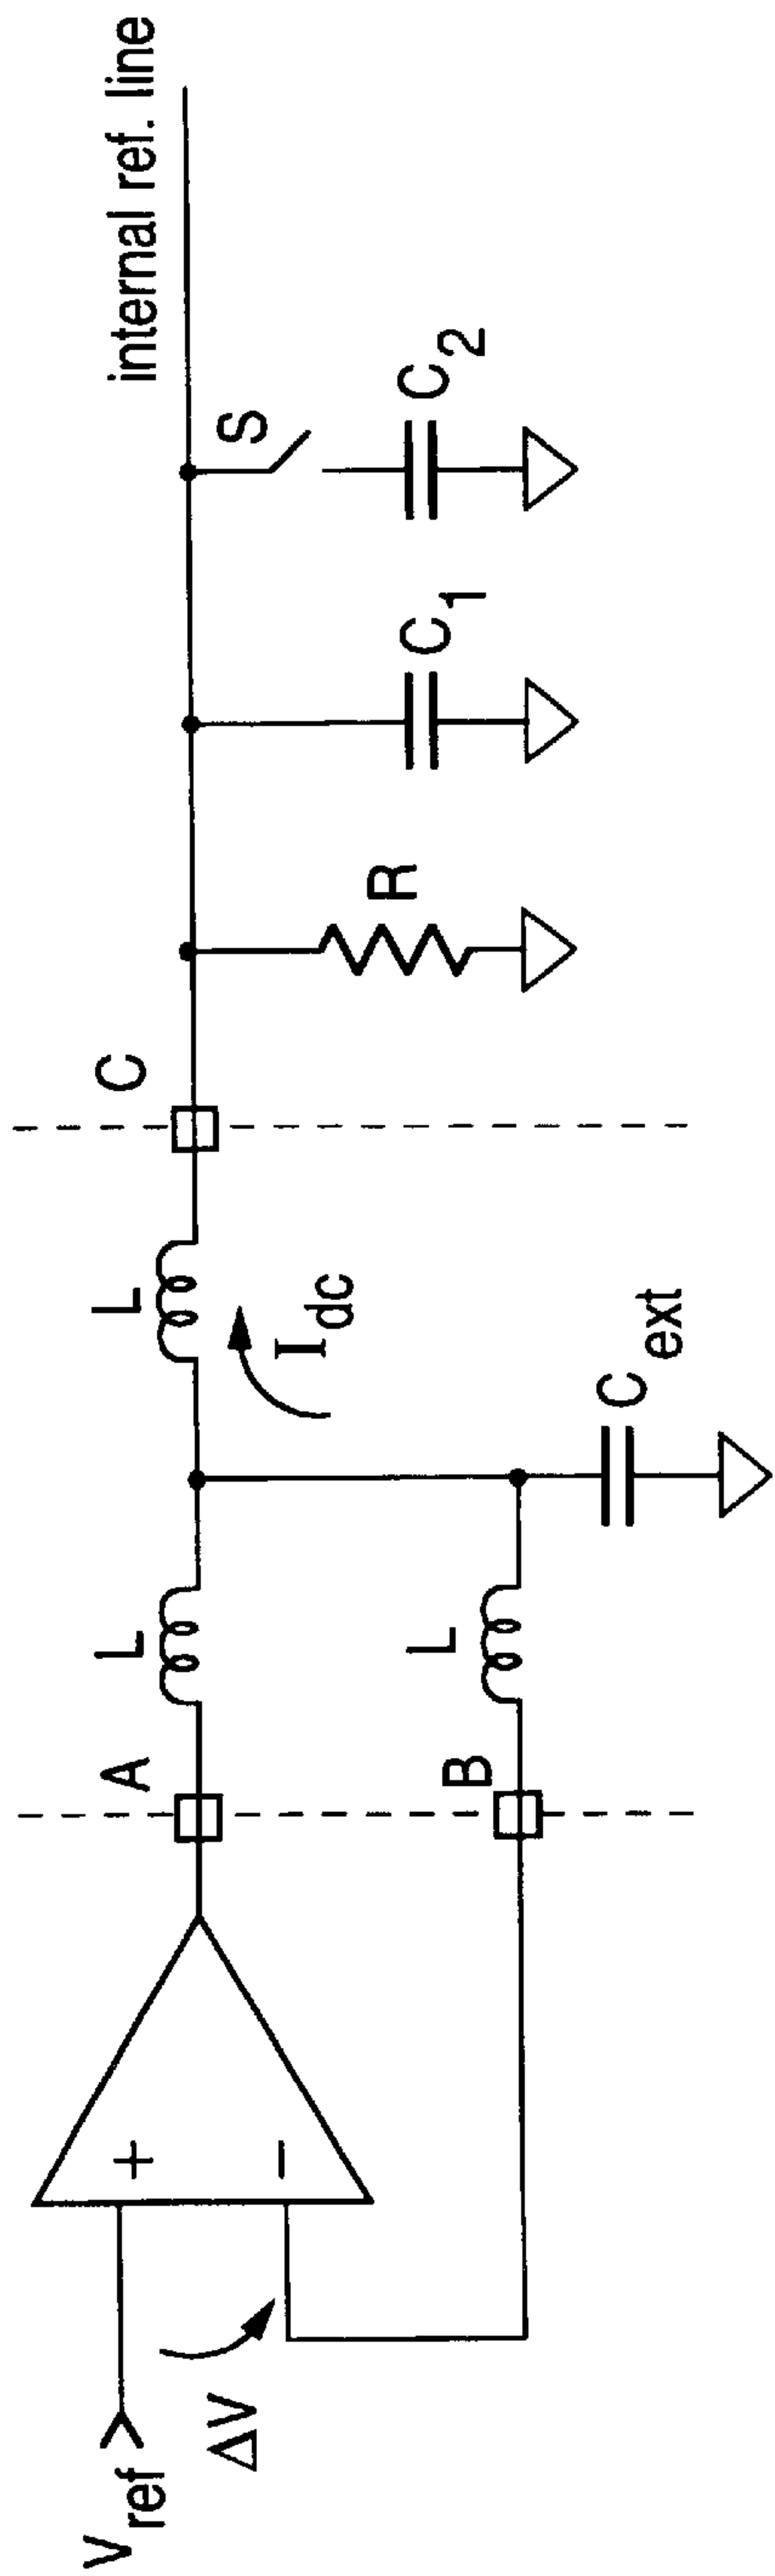 internal ref. line
S
C2
C1
R
C
L
Idc
Cext
L
L
A
B
+
−
ΔV
Vref